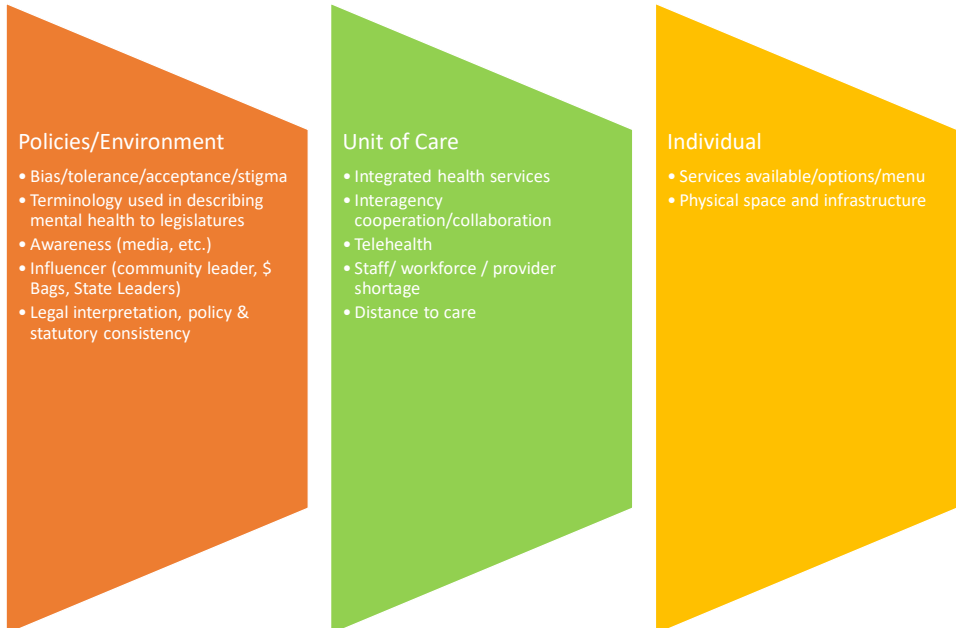 Policies/Environment
• Bias/tolerance/acceptance/stigma
• Terminology used in describing
mental health to legislatures
• Awareness (media, etc.)
• Influencer (community leader, $
Bags, State Leaders)
• Legal interpretation, policy &
statutory consistency
Unit of Care
• Integrated health services
• Interagency
cooperation/collaboration
• Telehealth
• Staff/ workforce / provider
shortage
• Distance to care
Individual
• Services available/options/menu
• Physical space and infrastructure